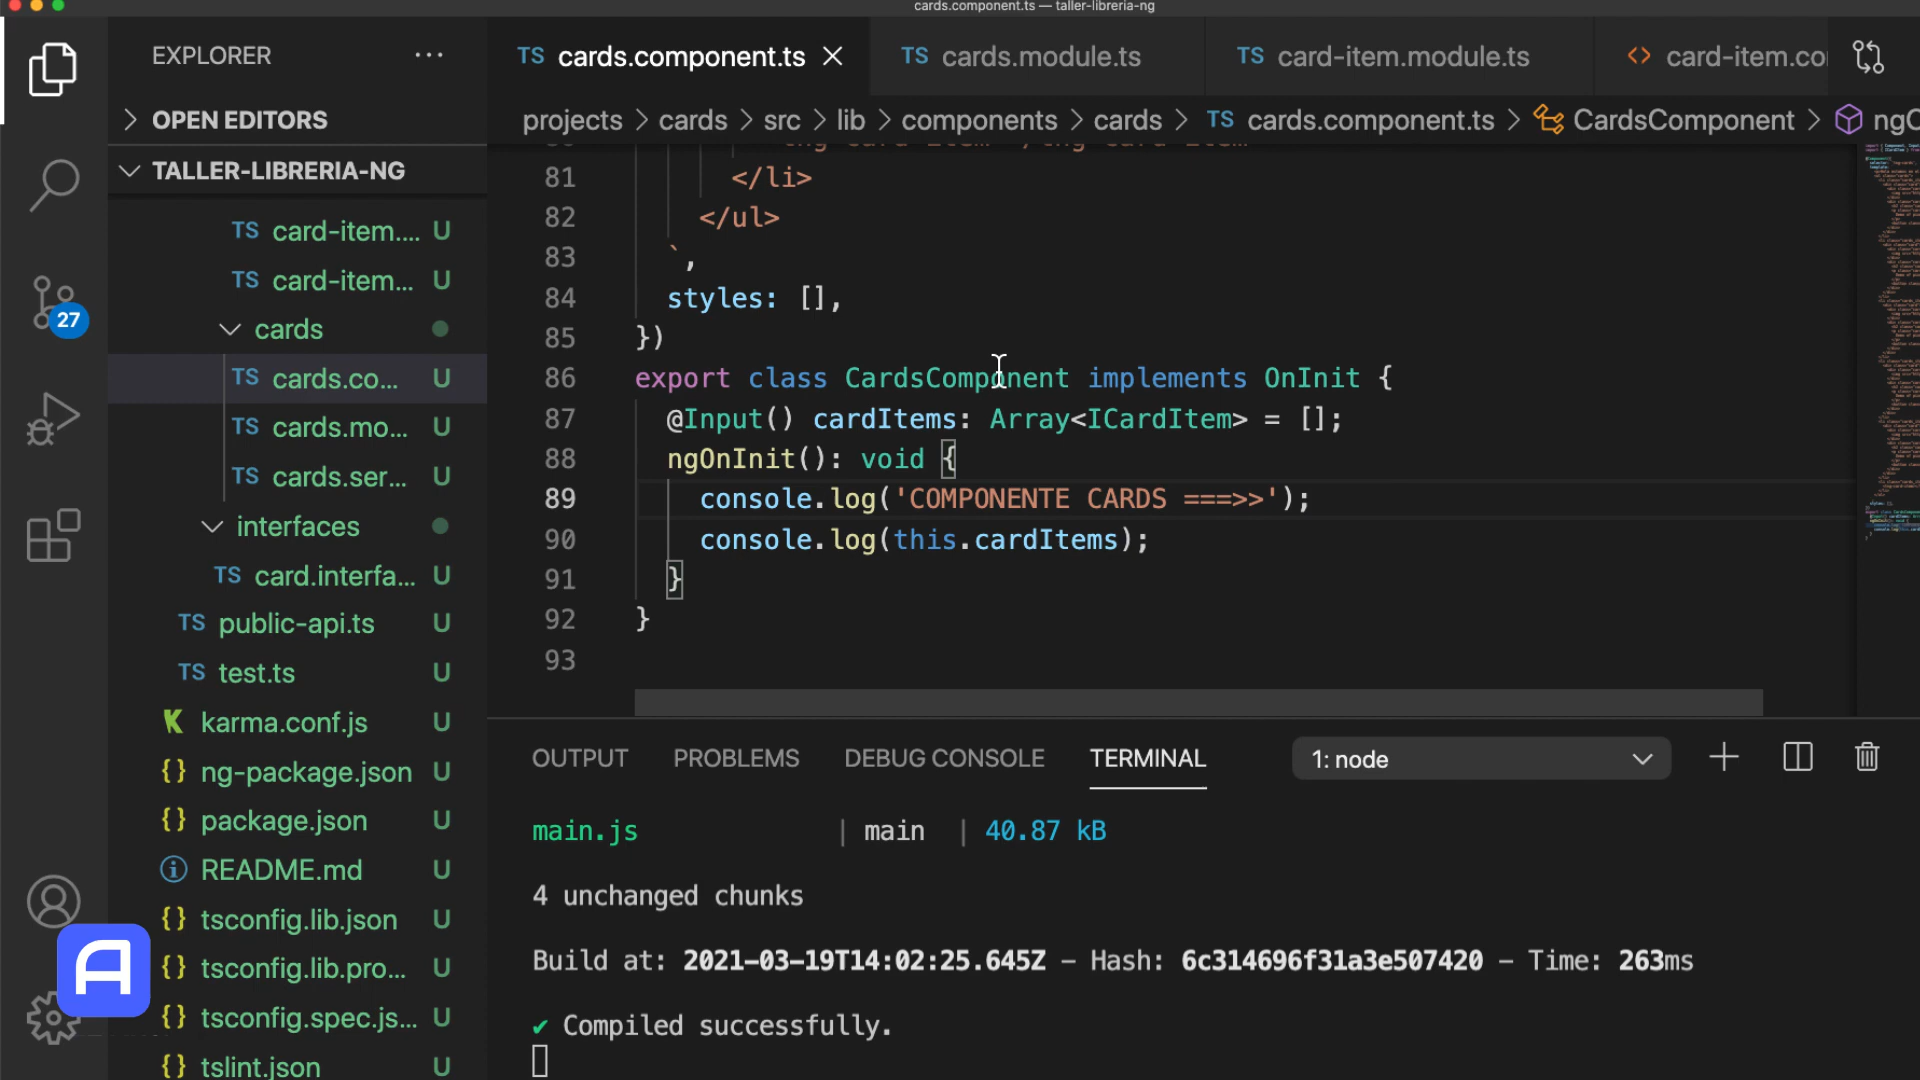 cards.component.ts — taller-libreria-ng
EXPLORER
TS cards.component.ts
TS cards.module.ts
TS card-item.module.ts
<> card-item.co
projects > cards > src > lib > components > cards > TS cards.component.ts > CardsComponent > ngO
OPEN EDITORS
TALLER-LIBRERIA-NG
TS card-item.... U
TS card-item... U
cards
TS cards.co... U
TS cards.mo... U
TS cards.ser... U
interfaces
TS card.interfa... U
TS public-api.ts U
TS test.ts U
K karma.conf.js U
{} ng-package.json U
{} package.json U
README.md U
{} tsconfig.lib.json U
{} tsconfig.lib.pro... U
{} tsconfig.spec.js... U
{} tslint.json U
27
A
81 </li>
82 </ul>
83 `,
84 styles: [],
85 })
86 export class CardsComponent implements OnInit {
87 @Input() cardItems: Array<ICardItem> = [];
88 ngOnInit(): void {
89 console.log('COMPONENTE CARDS ===>>');
90 console.log(this.cardItems);
91 }
92 }
93
OUTPUT PROBLEMS DEBUG CONSOLE TERMINAL 1: node
main.js | main | 40.87 kB
4 unchanged chunks
Build at: 2021-03-19T14:02:25.645Z - Hash: 6c314696f31a3e507420 - Time: 263ms
✔ Compiled successfully.